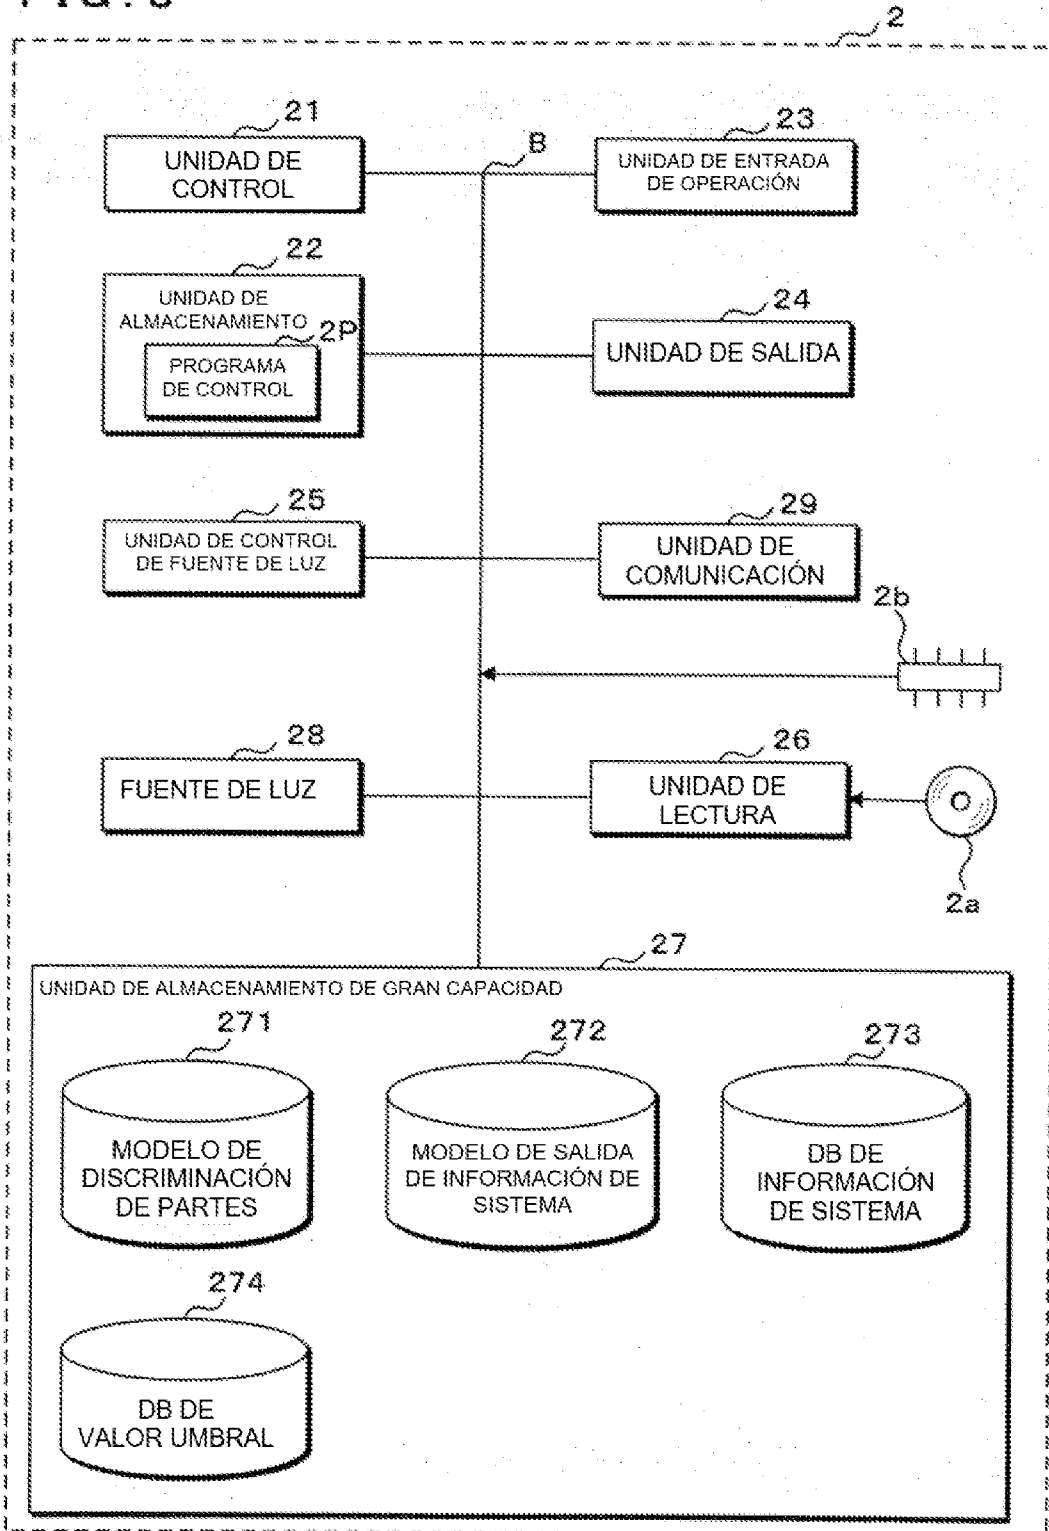 2
21
UNIDAD DE
CONTROL
B
23
UNIDAD DE ENTRADA
DE OPERACIÓN
22
UNIDAD DE
ALMACENAMIENTO
2P
PROGRAMA
DE CONTROL
24
UNIDAD DE SALIDA
25
UNIDAD DE CONTROL
DE FUENTE DE LUZ
29
UNIDAD DE
COMUNICACIÓN
2b
28
FUENTE DE LUZ
26
UNIDAD DE
LECTURA
2a
27
UNIDAD DE ALMACENAMIENTO DE GRAN CAPACIDAD
271
MODELO DE
DISCRIMINACIÓN
DE PARTES
272
MODELO DE SALIDA
DE INFORMACIÓN DE
SISTEMA
273
DB DE
INFORMACIÓN
DE SISTEMA
274
DB DE
VALOR UMBRAL